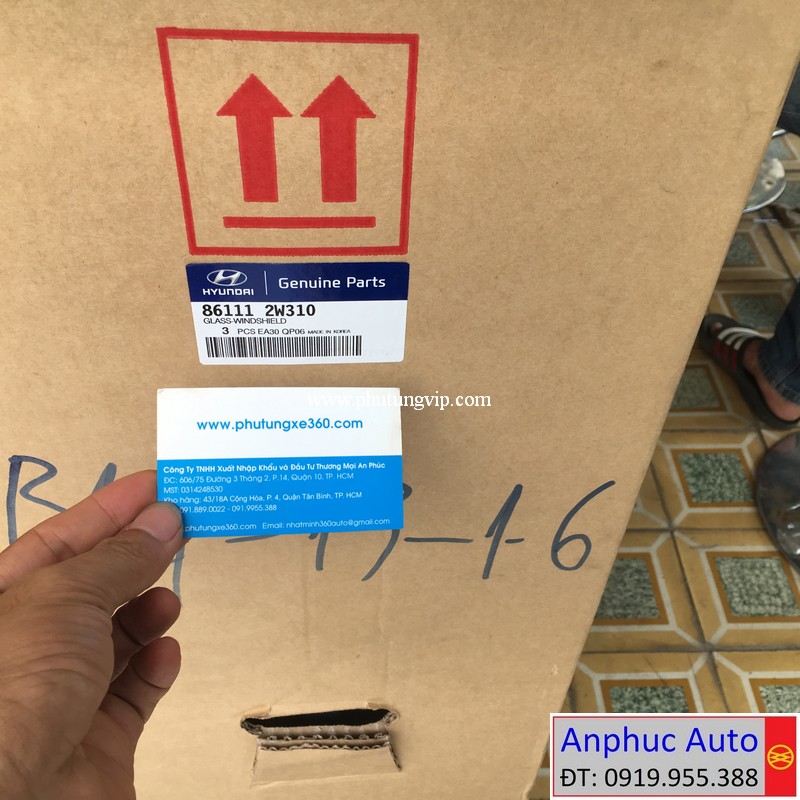 HYUNDAI
Genuine Parts
86111 2W310
GLASS-WINDSHIELD
3 PCS EA30 QP06 MADE IN KOREA
www.phutungvip.com
www.phutungxe360.com
Công Ty TNHH Xuất Nhập Khẩu và Đầu Tư Thương Mại An Phúc
ĐC: 606/75 Đường 3 Tháng 2, P.14, Quận 10, TP. HCM
MST: 0314248530
Kho hàng: 43/18A Cộng Hòa, P. 4, Quận Tân Bình, TP. HCM
091.889.0022 - 091.9955.388
phutungxe360.com Email: nhatminh360auto@gmail.com
-1-6
Anphuc Auto
ĐT: 0919.955.388